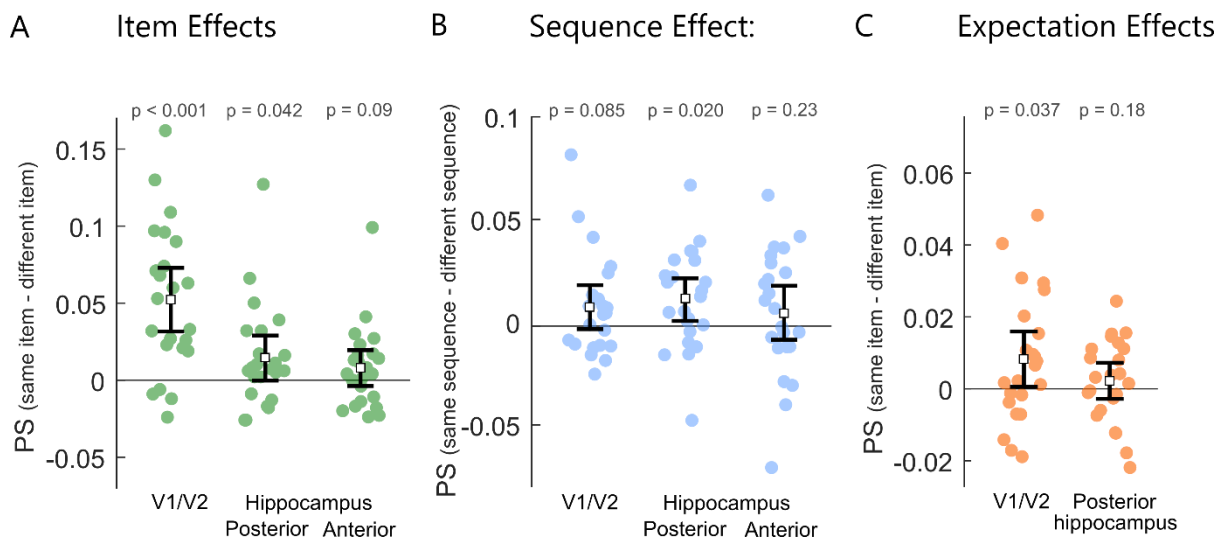 A Item Effects
B Sequence Effect:
C Expectation Effects
p < 0.001 p = 0.042 p = 0.09
PS (same item - different item)
0.15
0.1
0.05
0
-0.05
V1/V2 Hippocampus
Posterior Anterior
p = 0.085 p = 0.020 p = 0.23
PS (same sequence - different sequence)
0.1
0.05
0
-0.05
V1/V2 Hippocampus
Posterior Anterior
p = 0.037 p = 0.18
PS (same item - different item)
0.06
0.04
0.02
0
-0.02
V1/V2 Posterior
hippocampus